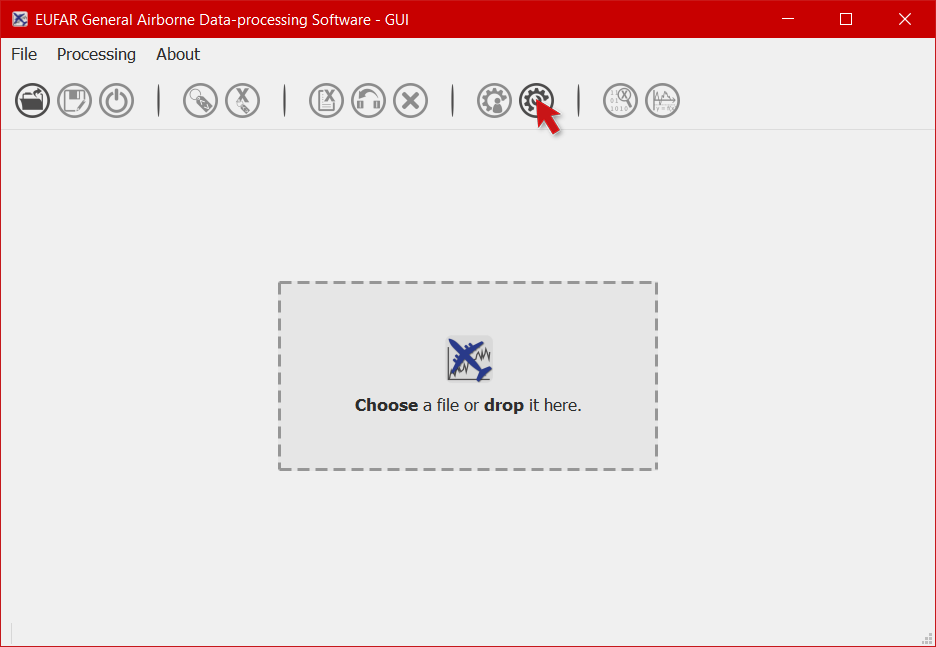 EUFAR General Airborne Data-processing Software - GUI
File Processing About
Choose a file or drop it here.